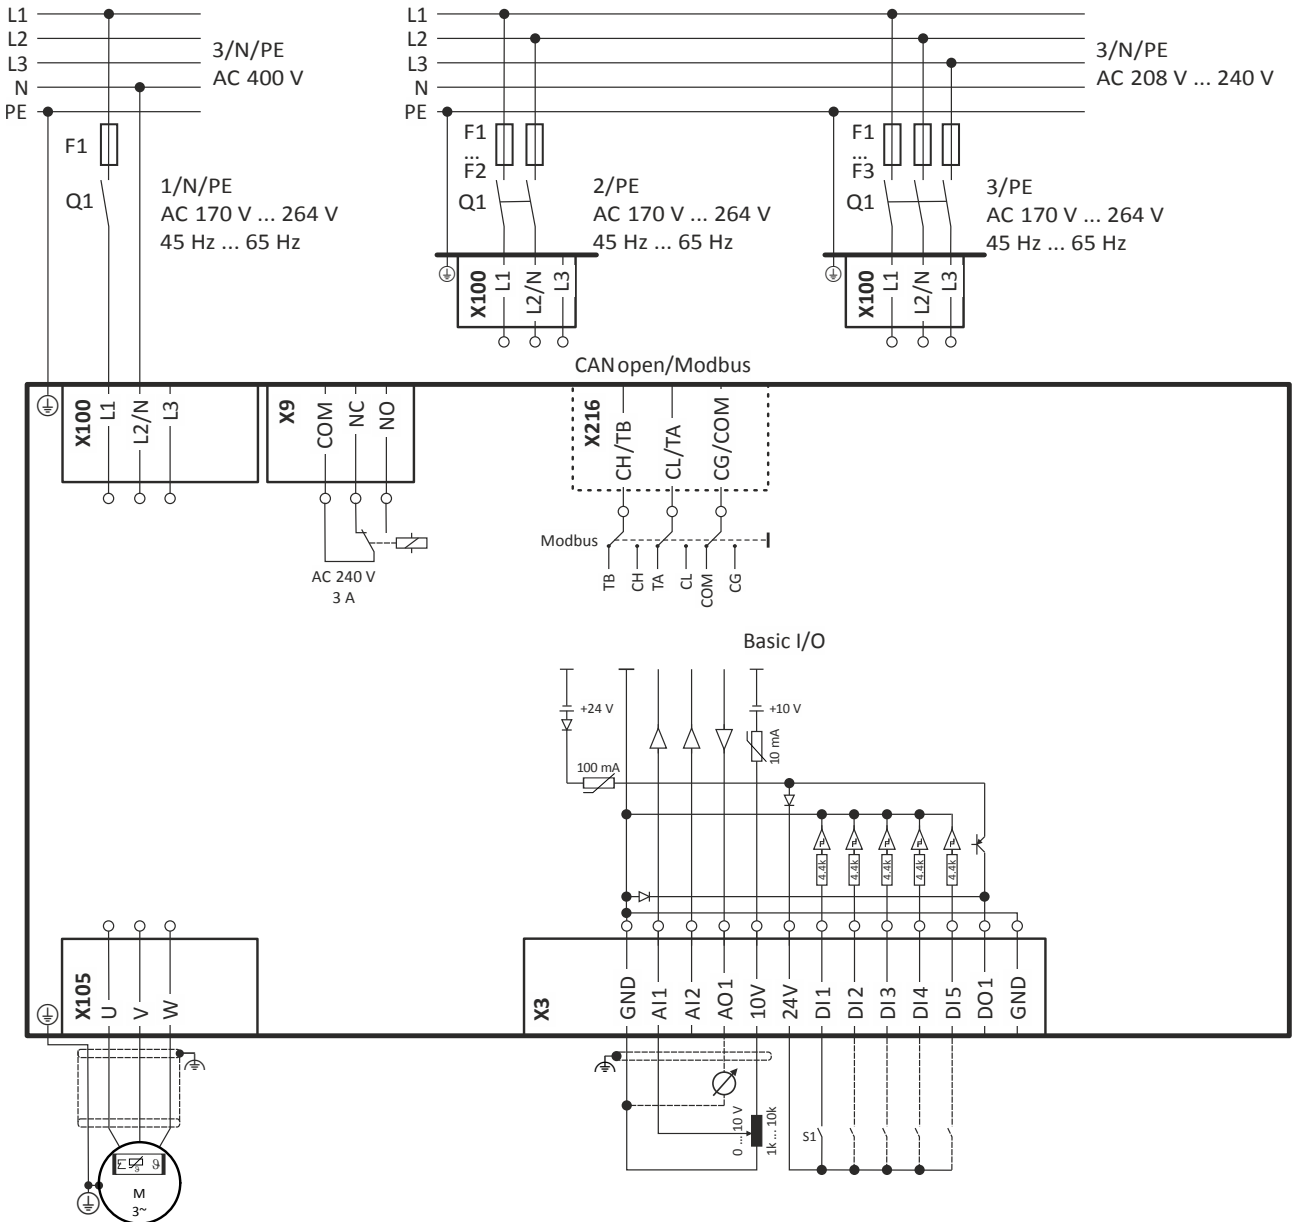 L1
L2
L3
N
PE
3/N/PE
AC 400 V
F1
Q1
1/N/PE
AC 170 V ... 264 V
45 Hz ... 65 Hz
L1
L2
L3
N
PE
3/N/PE
AC 208 V ... 240 V
F1
...
F2
Q1
2/PE
AC 170 V ... 264 V
45 Hz ... 65 Hz
F1
...
F3
Q1
3/PE
AC 170 V ... 264 V
45 Hz ... 65 Hz
X100
L1
L2/N
L3
X100
L1
L2/N
L3
CANopen/Modbus
X100
L1
L2/N
L3
X9
COM
NC
NO
AC 240 V
3 A
X216
CH/TB
CL/TA
CG/COM
Modbus
TB
CH
TA
CL
COM
CG
Basic I/O
+24 V
+10 V
10 mA
100 mA
4.4k
4.4k
4.4k
4.4k
4.4k
X105
U
V
W
X3
GND
AI1
AI2
AO1
10V
24V
DI1
DI2
DI3
DI4
DI5
DO1
GND
0 ... 10 V
1k ... 10k
S1
ϑ
M
3~